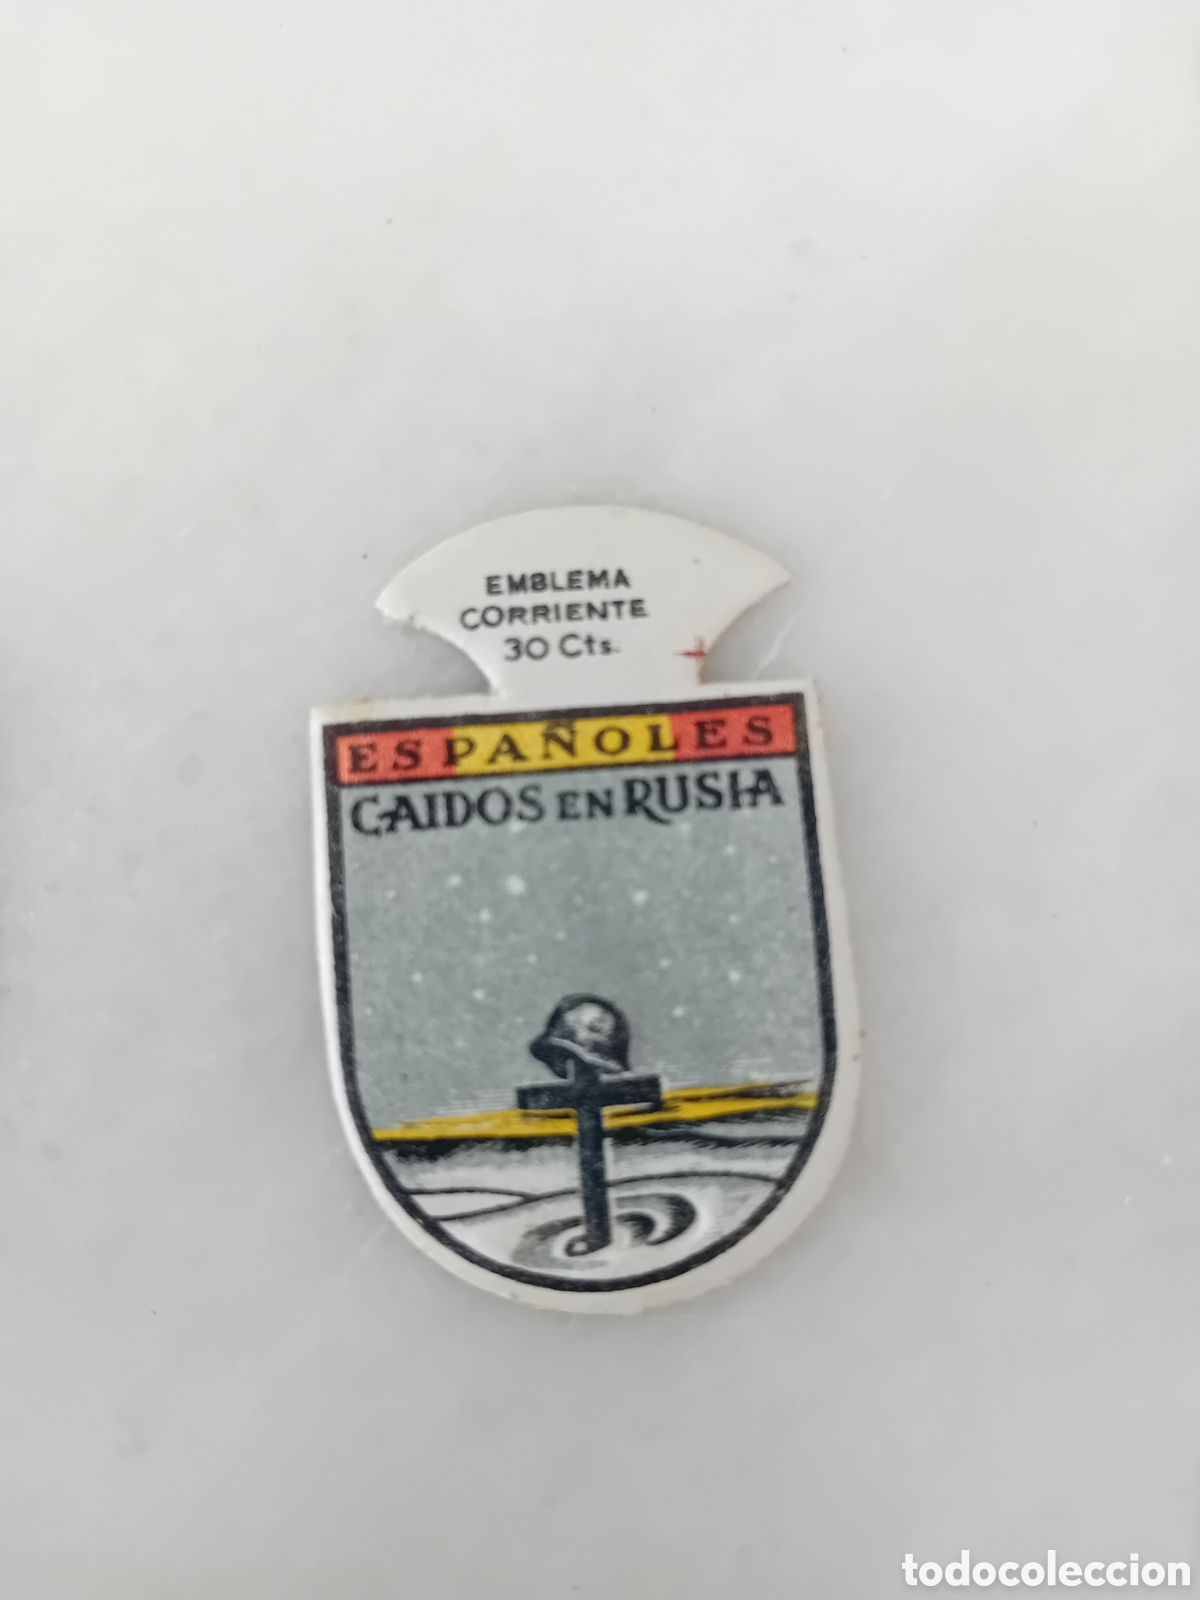 EMBLEMA
CORRIENTE
30 Cts.
ESPAÑOLES
CAIDOS EN RUSIA
todocoleccion